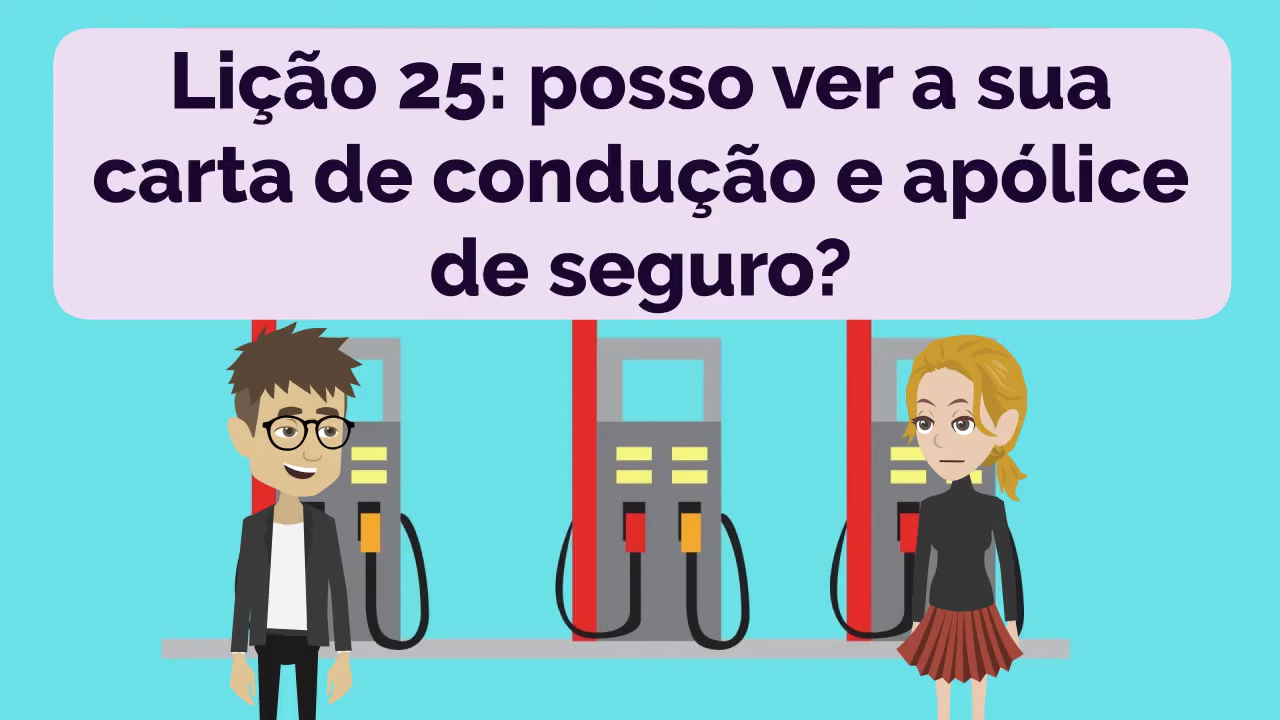 Lição 25: posso ver a sua
carta de condução e apólice
de seguro?